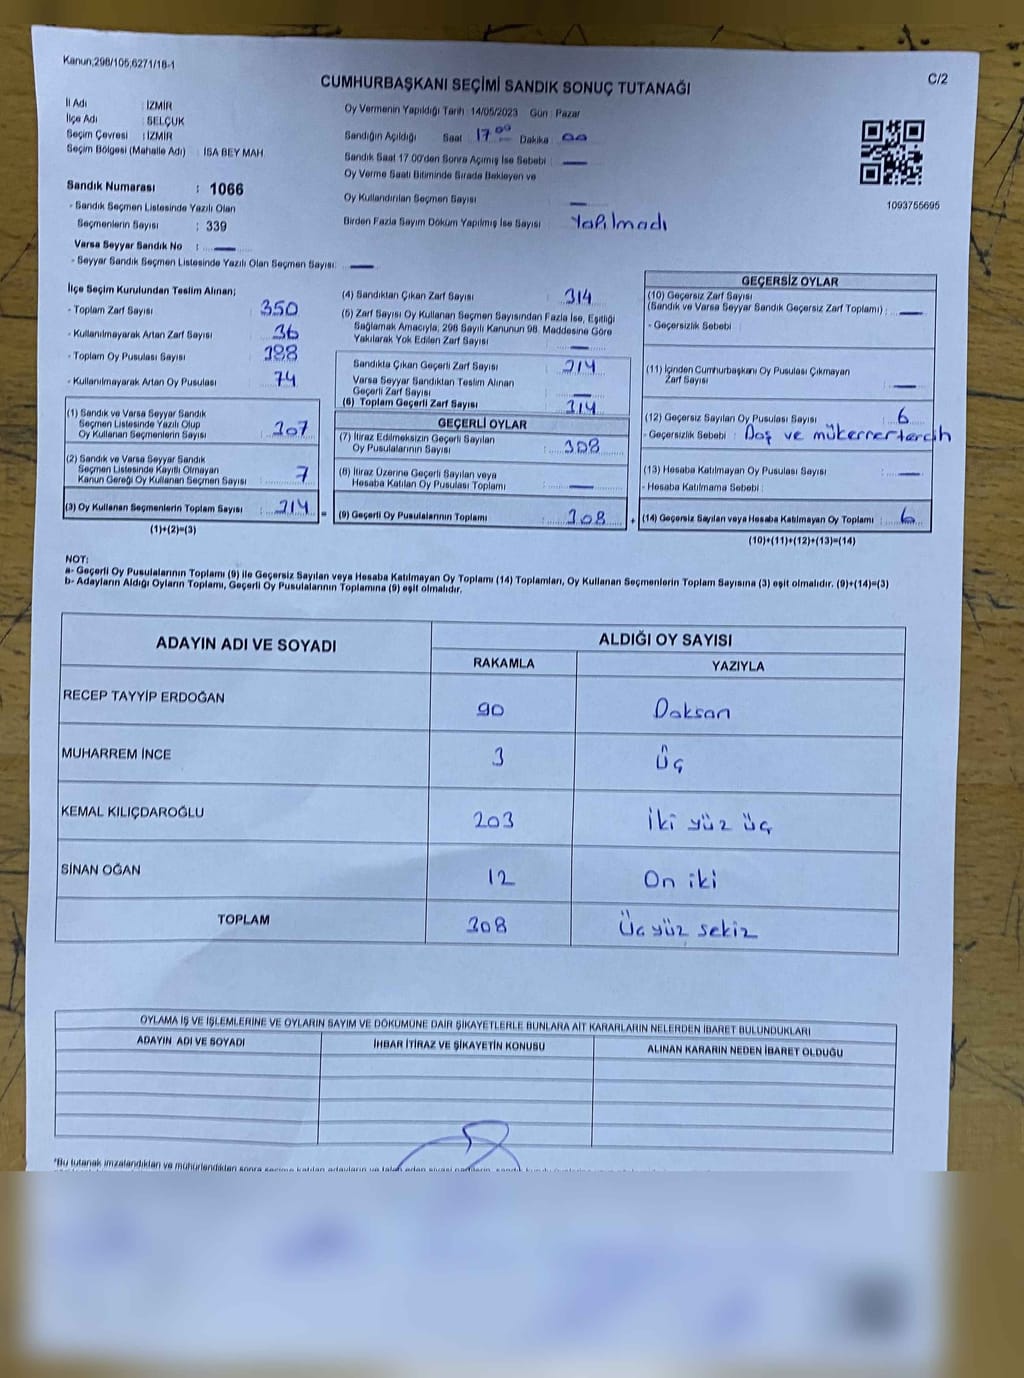 Kanun;298/105,6271/18-1
C/2
CUMHURBAŞKANI SEÇİMİ SANDIK SONUÇ TUTANAĞI
İl Adı : İZMİR
İlçe Adı : SELÇUK
Seçim Çevresi : İZMİR
Seçim Bölgesi (Mahalle Adı) : İSA BEY MAH.
Oy Vermenin Yapıldığı Tarih 14/05/2023 Gün : Pazar
Sandığın Açıldığı Saat 17 00 Dakika 00
Sandık Saat 17.00'den Sonra Açımış İse Sebebi : —
Oy Verme Saati Bitiminde Sırada Bekleyen ve
Oy Kullandırılan Seçmen Sayısı —
Birden Fazla Sayım Döküm Yapılmış İse Sayısı : Yapılmadı
1093755695
Sandık Numarası : 1066
- Sandık Seçmen Listesinde Yazılı Olan
Seçmenlerin Sayısı : 339
Varsa Seyyar Sandık No : —
- Seyyar Sandık Seçmen Listesinde Yazılı Olan Seçmen Sayısı: —
İlçe Seçim Kurulundan Teslim Alınan;
- Toplam Zarf Sayısı 350
- Kullanılmayarak Artan Zarf Sayısı 36
- Toplam Oy Pusulası Sayısı 388
- Kullanılmayarak Artan Oy Pusulası 74
(1) Sandık ve Varsa Seyyar Sandık
Seçmen Listesinde Yazılı Olup
Oy Kullanan Seçmenlerin Sayısı : 307
(2) Sandık ve Varsa Seyyar Sandık
Seçmen Listesinde Kayıtlı Olmayan
Kanun Gereği Oy Kullanan Seçmen Sayısı : 7
(3) Oy Kullanan Seçmenlerin Toplam Sayısı : 314 =
(1)+(2)=(3)
(4) Sandıktan Çıkan Zarf Sayısı : 314
(5) Zarf Sayısı Oy Kullanan Seçmen Sayısından Fazla İse, Eşitliği
Sağlamak Amacıyla, 298 Sayılı Kanunun 98. Maddesine Göre
Yakılarak Yok Edilen Zarf Sayısı —
Sandıkta Çıkan Geçerli Zarf Sayısı : 314
Varsa Seyyar Sandıktan Teslim Alınan
Geçerli Zarf Sayısı —
(6) Toplam Geçerli Zarf Sayısı : 314
GEÇERLİ OYLAR
(7) İtiraz Edilmeksizin Geçerli Sayılan
Oy Pusulalarının Sayısı : 308
(8) İtiraz Üzerine Geçerli Sayılan veya
Hesaba Katılan Oy Pusulası Toplamı : —
(9) Geçerli Oy Pusulalarının Toplamı : 308 +
GEÇERSİZ OYLAR
(10) Geçersiz Zarf Sayısı
(Sandık ve Varsa Seyyar Sandık Geçersiz Zarf Toplamı) : —
- Geçersizlik Sebebi :
(11) İçinden Cumhurbaşkanı Oy Pusulası Çıkmayan
Zarf Sayısı : —
(12) Geçersiz Sayılan Oy Pusulası Sayısı : 6
- Geçersizlik Sebebi : Boş ve mükerrer tercih
(13) Hesaba Katılmayan Oy Pusulası Sayısı : —
- Hesaba Katılmama Sebebi :
(14) Geçersiz Sayılan veya Hesaba Katılmayan Oy Toplamı : 6
(10)+(11)+(12)+(13)=(14)
NOT:
a- Geçerli Oy Pusulalarının Toplamı (9) ile Geçersiz Sayılan veya Hesaba Katılmayan Oy Toplamı (14) Toplamları, Oy Kullanan Seçmenlerin Toplam Sayısına (3) eşit olmalıdır. (9)+(14)=(3)
b- Adayların Aldığı Oyların Toplamı, Geçerli Oy Pusulalarının Toplamına (9) eşit olmalıdır.
ADAYIN ADI VE SOYADI
ALDIĞI OY SAYISI
RAKAMLA YAZIYLA
RECEP TAYYİP ERDOĞAN 90 Doksan
MUHARREM İNCE 3 Üç
KEMAL KILIÇDAROĞLU 203 İki yüz üç
SİNAN OĞAN 12 On iki
TOPLAM 308 Üç yüz sekiz
OYLAMA İŞ VE İŞLEMLERİNE VE OYLARIN SAYIM VE DÖKÜMÜNE DAİR ŞİKAYETLERLE BUNLARA AİT KARARLARIN NELERDEN İBARET BULUNDUKLARI
ADAYIN ADI VE SOYADI İHBAR İTİRAZ VE ŞİKAYETİN KONUSU ALINAN KARARIN NEDEN İBARET OLDUĞU
*Bu tutanak imzalandıktan ve mühürlendikten sonra seçime katılan adayların ve talep eden siyasi partilerin,